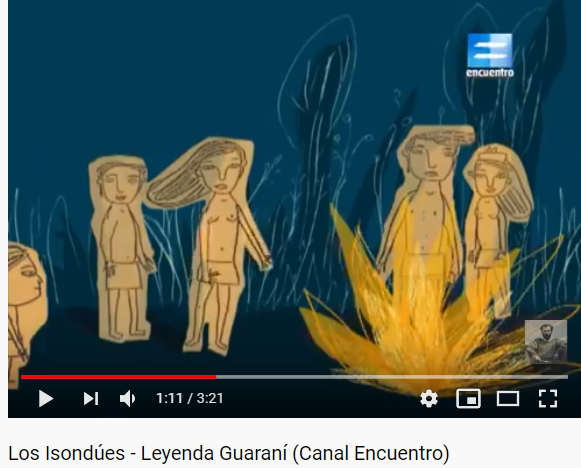 encuentro
1:11 / 3:21
Los Isondúes - Leyenda Guaraní (Canal Encuentro)